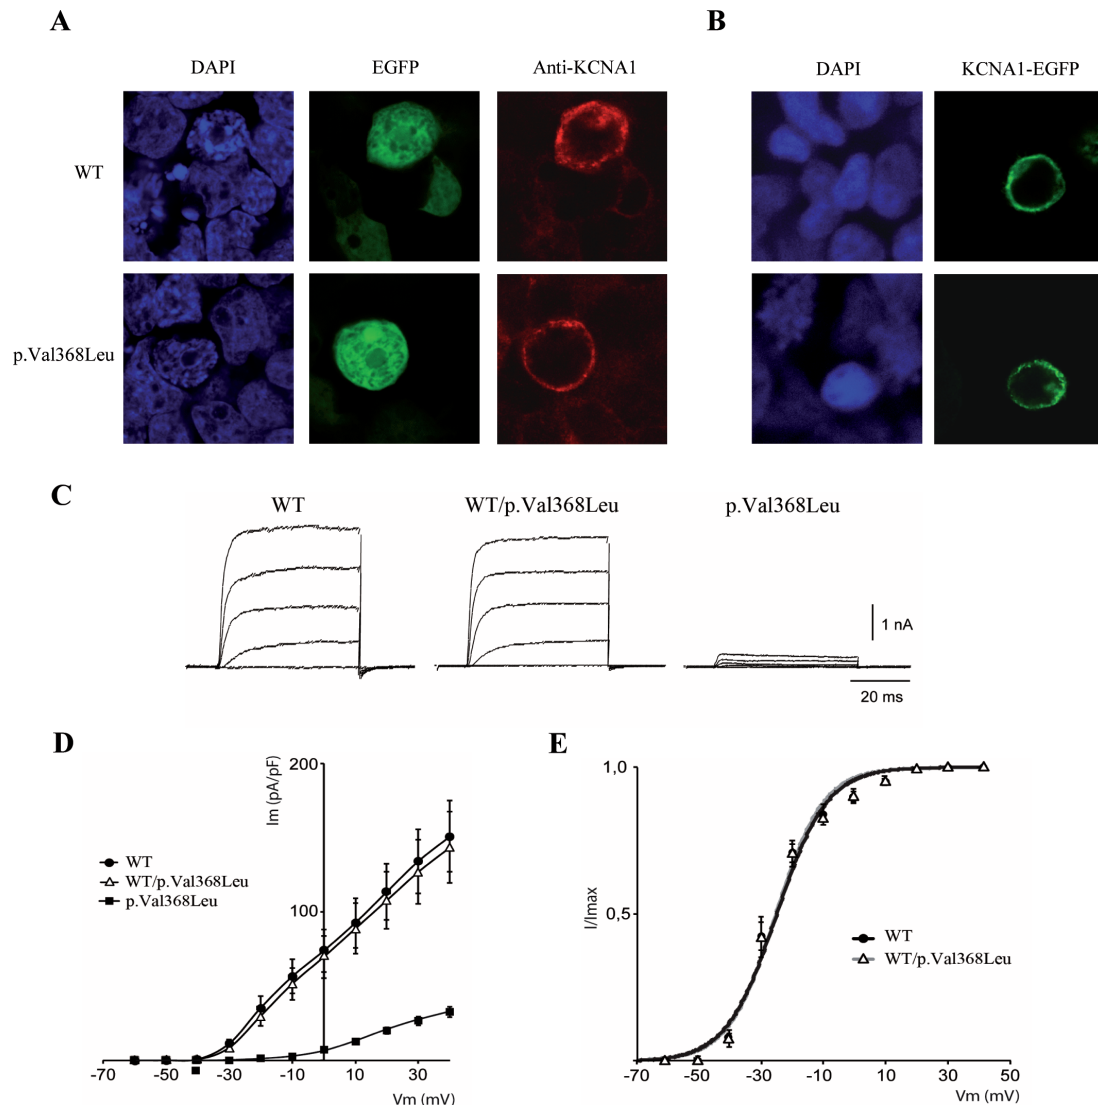 A
B
DAPI
EGFP
Anti-KCNA1
DAPI
KCNA1-EGFP
WT
p.Val368Leu
C
WT
WT/p.Val368Leu
p.Val368Leu
1 nA
20 ms
D
E
200
100
Im (pA/pF)
WT
WT/p.Val368Leu
p.Val368Leu
-70
-50
-30
-10
10
30
Vm (mV)
1,0
0,5
I/Imax
WT
WT/p.Val368Leu
-70
-50
-30
-10
10
30
50
Vm (mV)